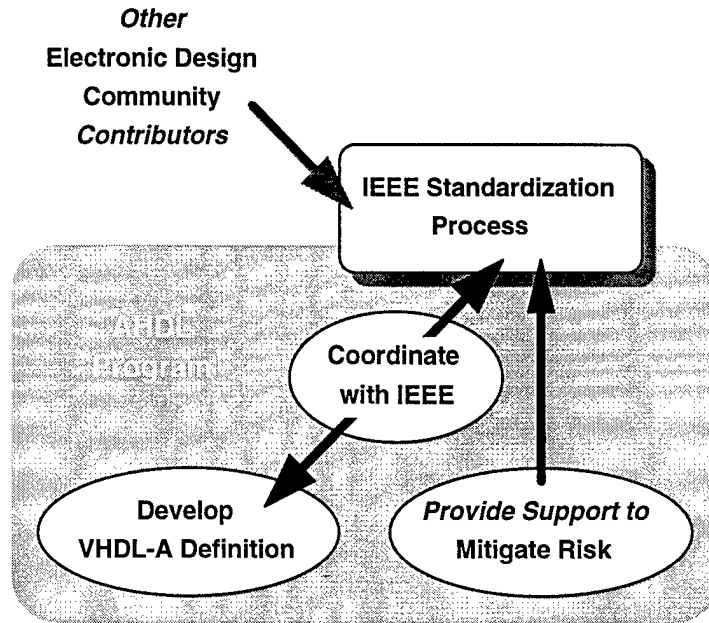 Other
Electronic Design
Community
Contributors
IEEE Standardization
Process
AHDL
Program
Coordinate
with IEEE
Develop
VHDL-A Definition
Provide Support to
Mitigate Risk